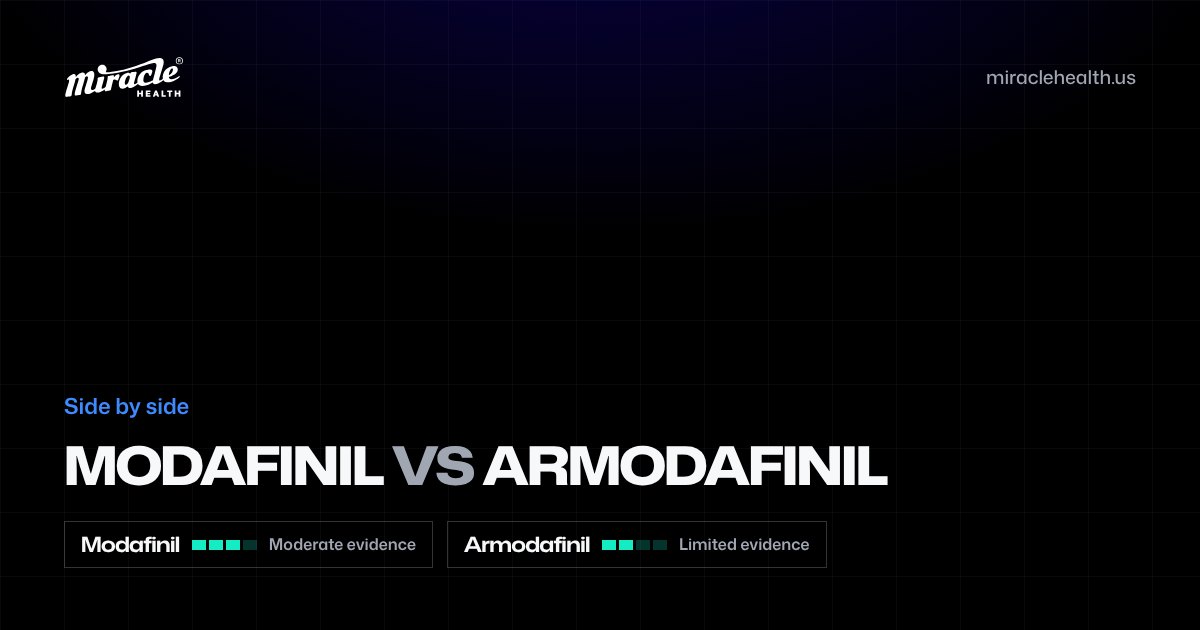 miracle®
HEALTH
miraclehealth.us
Side by side
MODAFINIL VS ARMODAFINIL
Modafinil Moderate evidence
Armodafinil Limited evidence